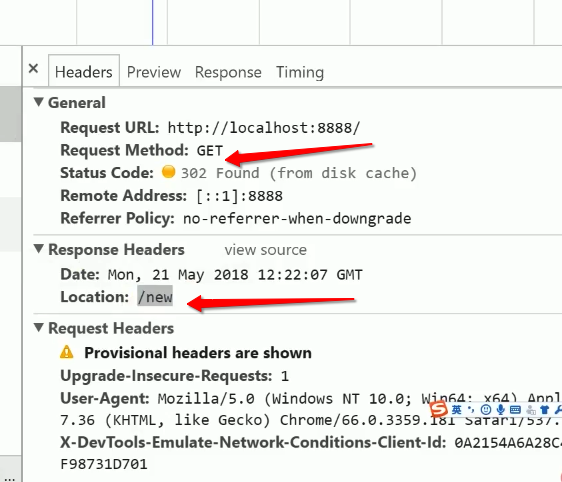 Headers Preview Response Timing
General
Request URL: http://localhost:8888/
Request Method: GET
Status Code: 302 Found (from disk cache)
Remote Address: [::1]:8888
Referrer Policy: no-referrer-when-downgrade
Response Headers view source
Date: Mon, 21 May 2018 12:22:07 GMT
Location: /new
Request Headers
Provisional headers are shown
Upgrade-Insecure-Requests: 1
User-Agent: Mozilla/5.0 (Windows NT 10.0; Win64; x64) Appl
英
7.36 (KHTML, like Gecko) Chrome/66.0.3359.181 Safari/537.
X-DevTools-Emulate-Network-Conditions-Client-Id: 0A2154A6A28C4
F98731D701
...